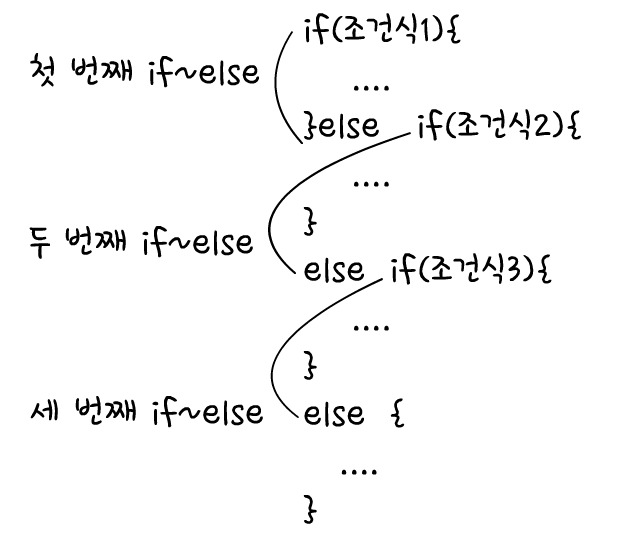 if(조건식1){
첫 번째 if~else
....
}else if(조건식2){
....
}
두 번째 if~else
else if(조건식3){
....
}
세 번째 if~else else {
....
}